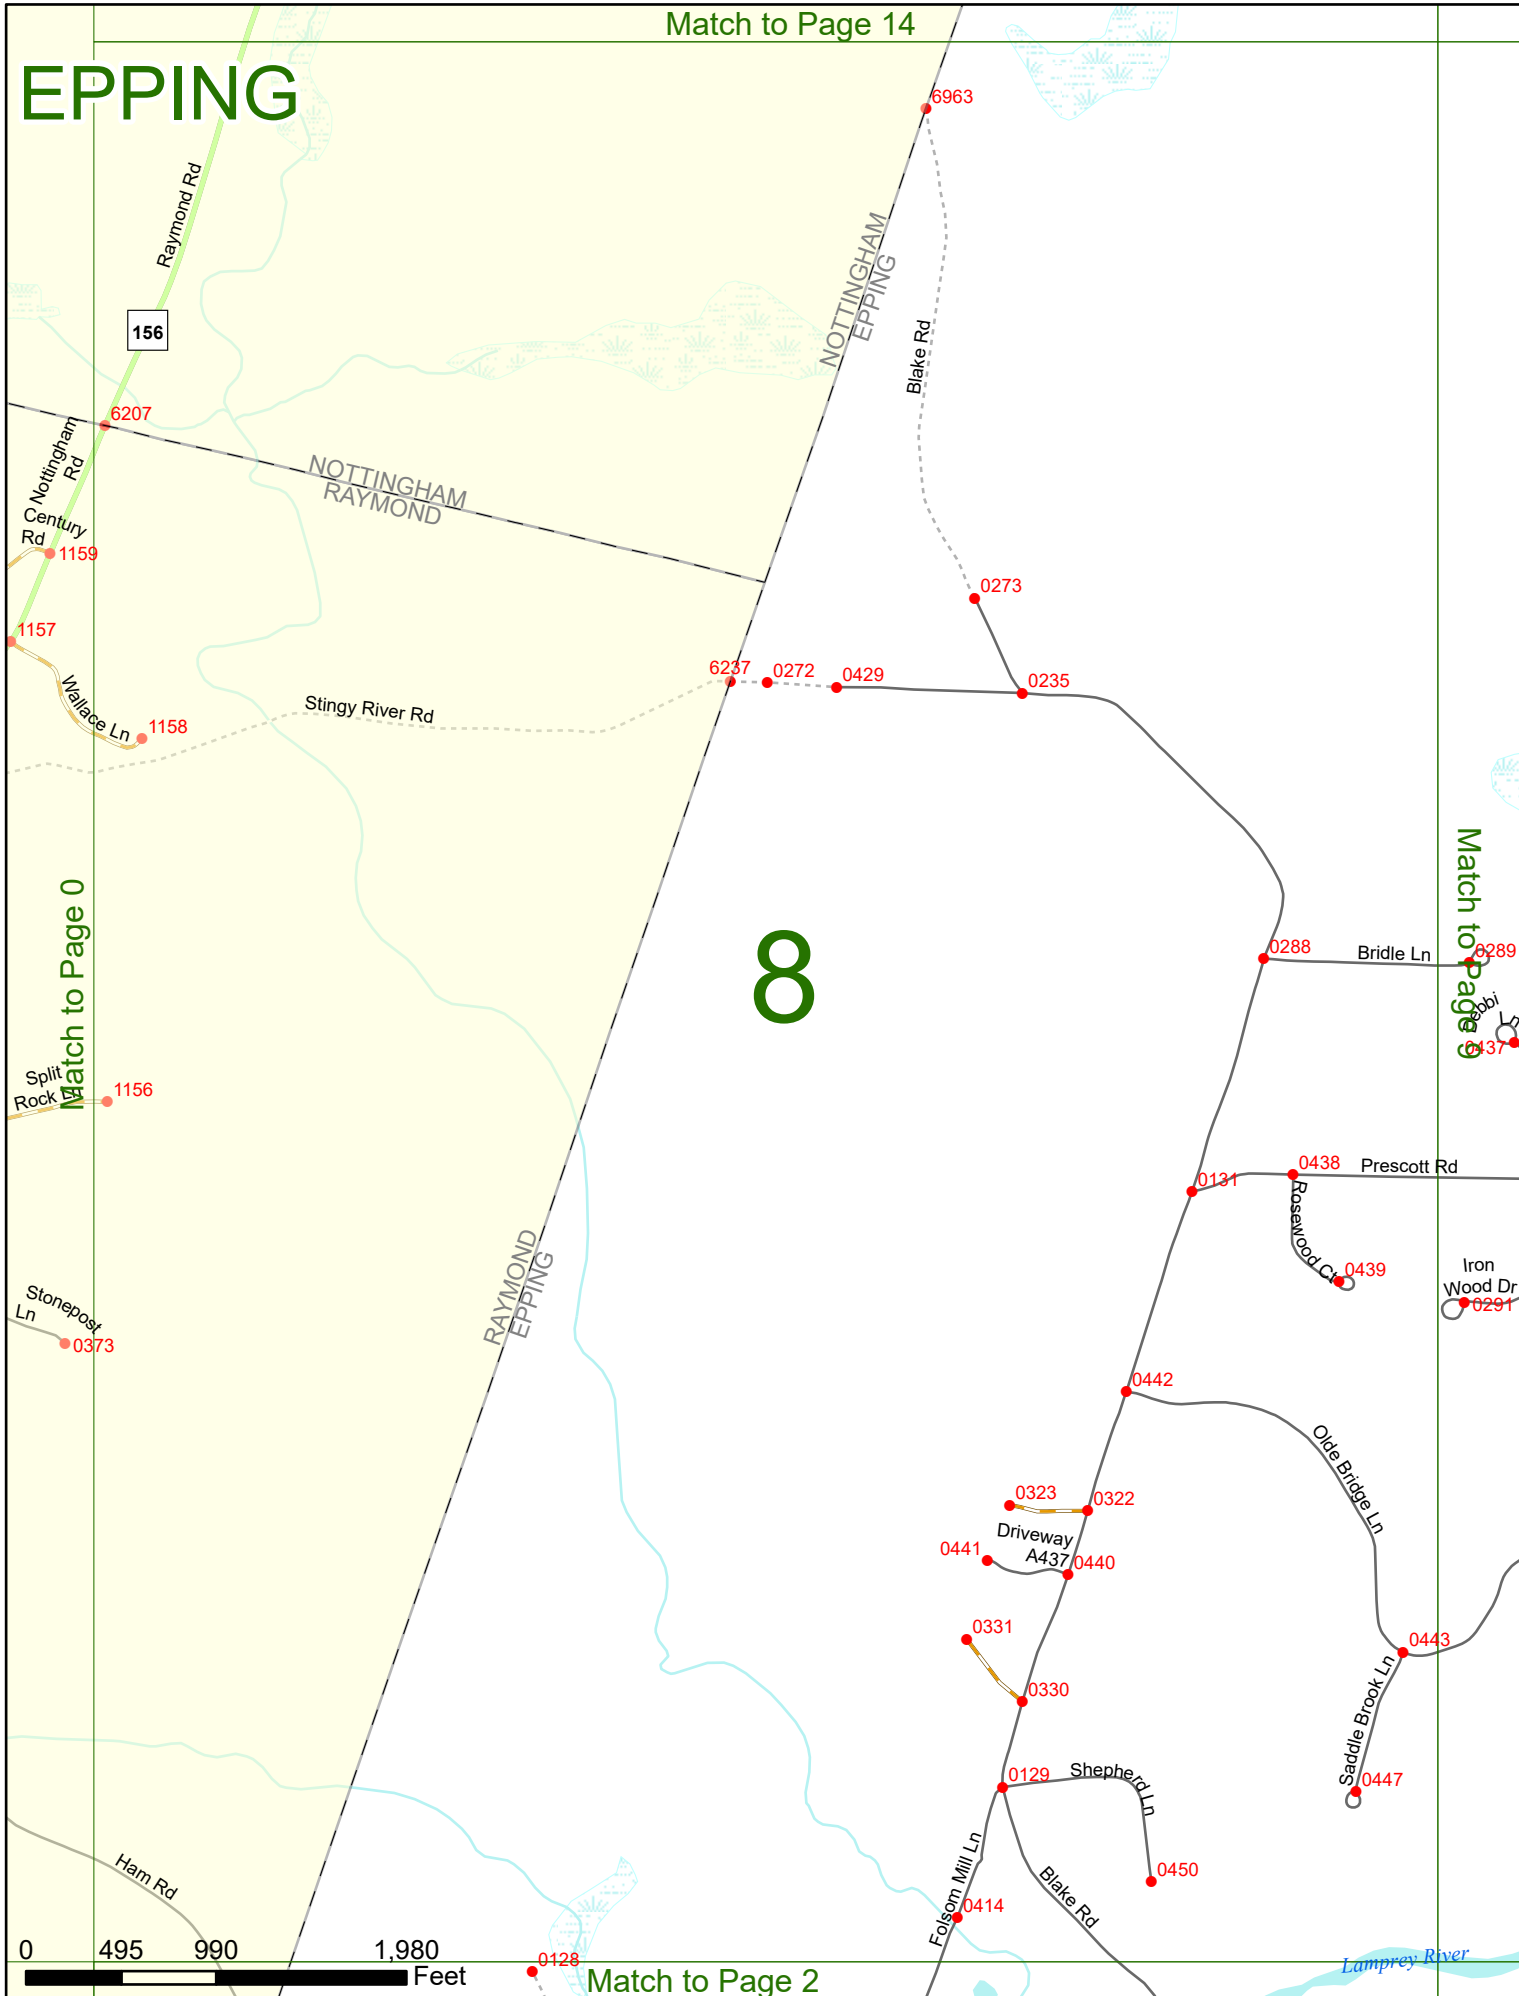 Match to Page 14
EPPING
6963
Raymond Rd
NOTTINGHAM
EPPING
156
Blake Rd
6207
Nottingham
Rd
NOTTINGHAM
RAYMOND
Century
Rd
1159
0273
1157
6237
0272
0429
0235
Wallace Ln
1158
Stingy River Rd
Match to Page 0
Match to Page 9
8
0288
Bridle Ln
0289
Debbi
Ln
0437
Split
Rock Ln
1156
0131
0438
Prescott Rd
Rosewood Ct
0439
RAYMOND
EPPING
Iron
Wood Dr
0291
Stonepost
Ln
0373
0442
Olde Bridge Ln
0323
0322
Driveway
A437
0441
0440
0331
0443
0330
Saddle Brook Ln
0129
Shepherd
Ln
0447
Ham Rd
Folsom Mill Ln
Blake Rd
0450
0414
0
495
990
1,980
Feet
0128
Match to Page 2
Lamprey River